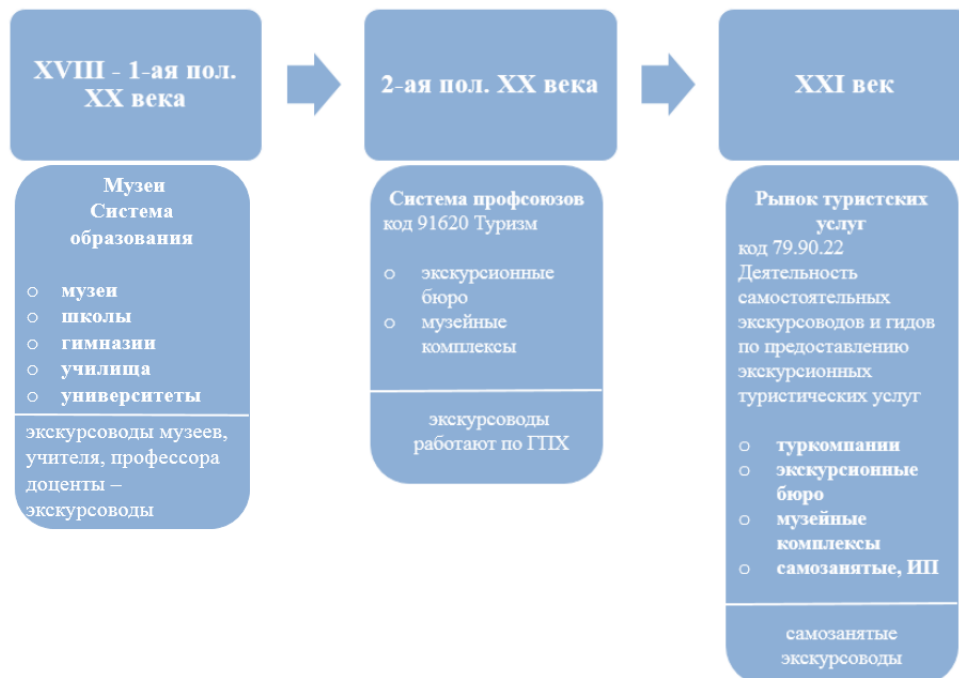 XVIII - 1-ая пол.
XX века
Музеи
Система
образования
o музеи
o школы
o гимназии
o училища
o университеты
экскурсоводы музеев,
учителя, профессора
доценты –
экскурсоводы
2-ая пол. XX века
Система профсоюзов
код 91620 Туризм
o экскурсионные
бюро
o музейные
комплексы
экскурсоводы
работают по ГПХ
XXI век
Рынок туристских
услуг
код 79.90.22
Деятельность
самостоятельных
экскурсоводов и гидов
по предоставлению
экскурсионных
туристических услуг
o туркомпании
o экскурсионные
бюро
o музейные
комплексы
o самозанятые, ИП
самозанятые
экскурсоводы